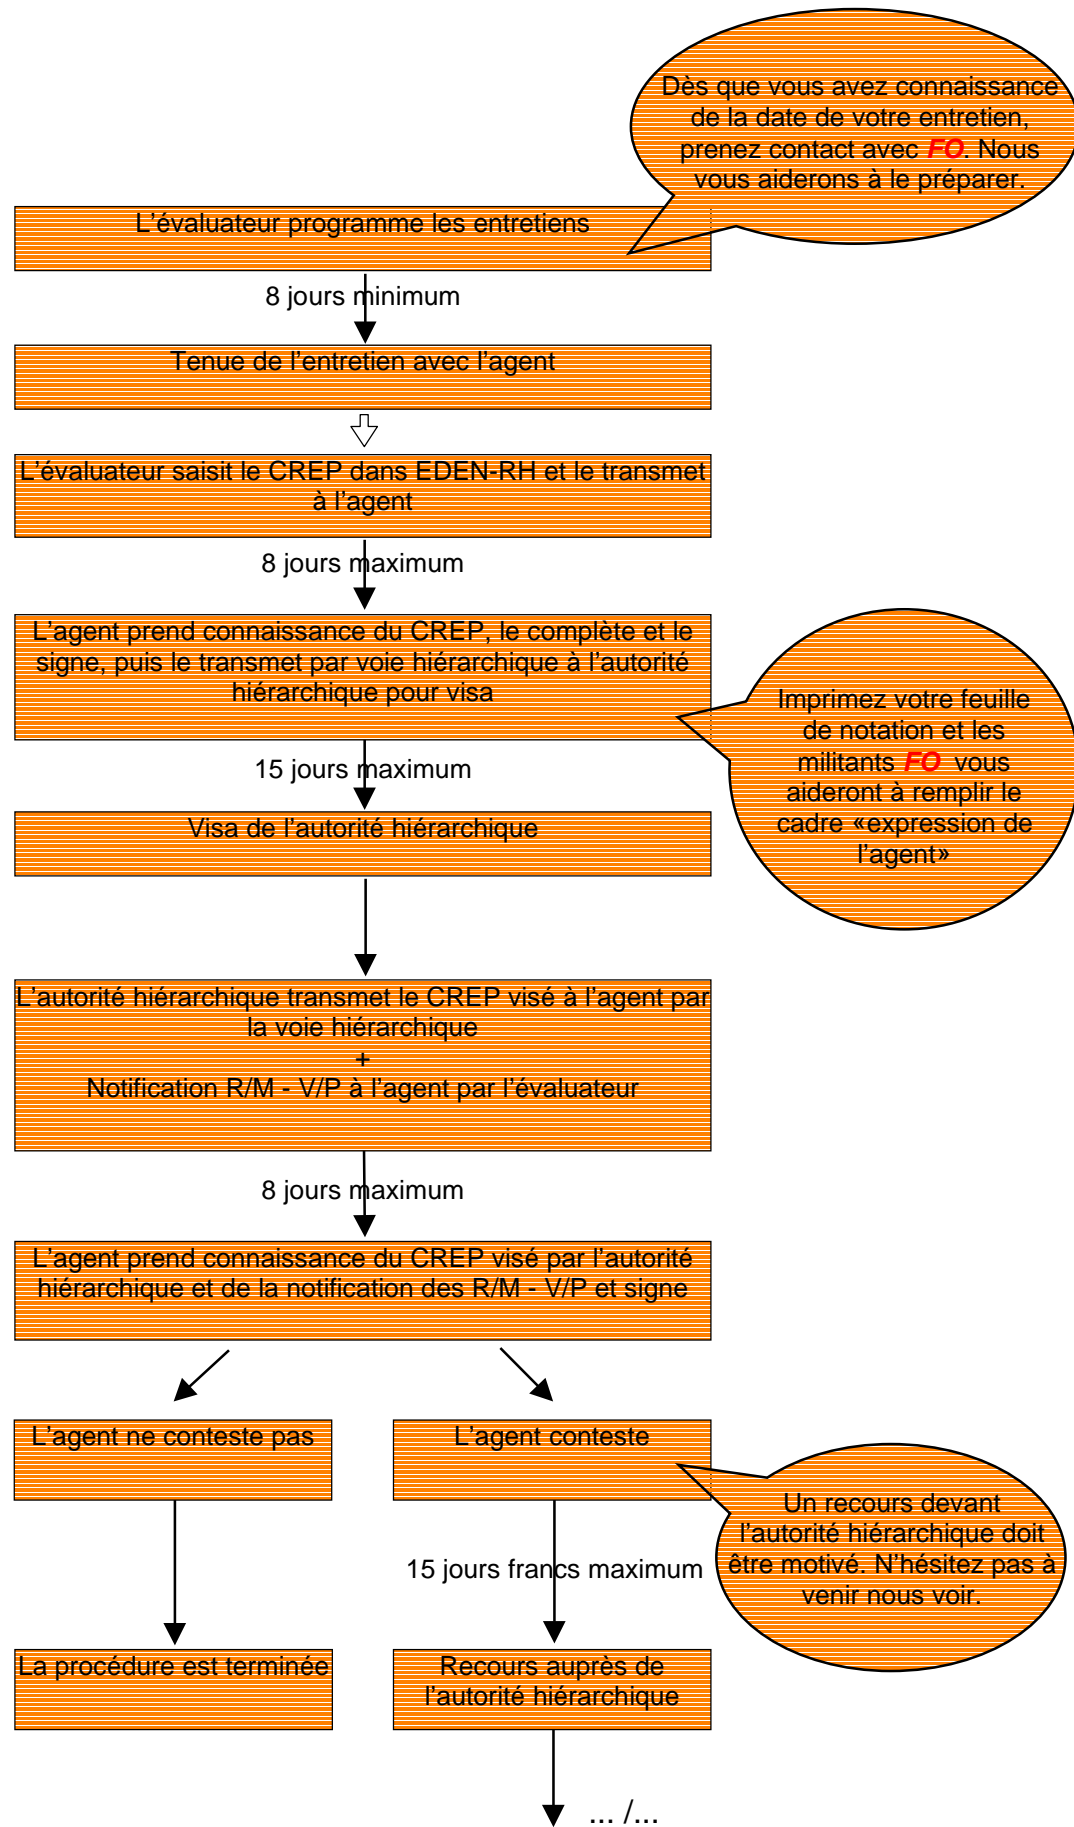 Dès que vous avez connaissance
de la date de votre entretien,
prenez contact avec FO. Nous
vous aiderons à le préparer.
L'évaluateur programme les entretiens
8 jours minimum
Tenue de l'entretien avec l'agent
L'évaluateur saisit le CREP dans EDEN-RH et le transmet
à l'agent
8 jours maximum
L'agent prend connaissance du CREP, le complète et le
signe, puis le transmet par voie hiérarchique à l'autorité
hiérarchique pour visa
Imprimez votre feuille
de notation et les
militants FO vous
aideront à remplir le
cadre «expression de
l'agent»
15 jours maximum
Visa de l'autorité hiérarchique
L'autorité hiérarchique transmet le CREP visé à l'agent par
la voie hiérarchique
+
Notification R/M - V/P à l'agent par l'évaluateur
8 jours maximum
L'agent prend connaissance du CREP visé par l'autorité
hiérarchique et de la notification des R/M - V/P et signe
L'agent ne conteste pas
L'agent conteste
Un recours devant
l'autorité hiérarchique doit
être motivé. N'hésitez pas à
venir nous voir.
15 jours francs maximum
La procédure est terminée
Recours auprès de
l'autorité hiérarchique
... /...